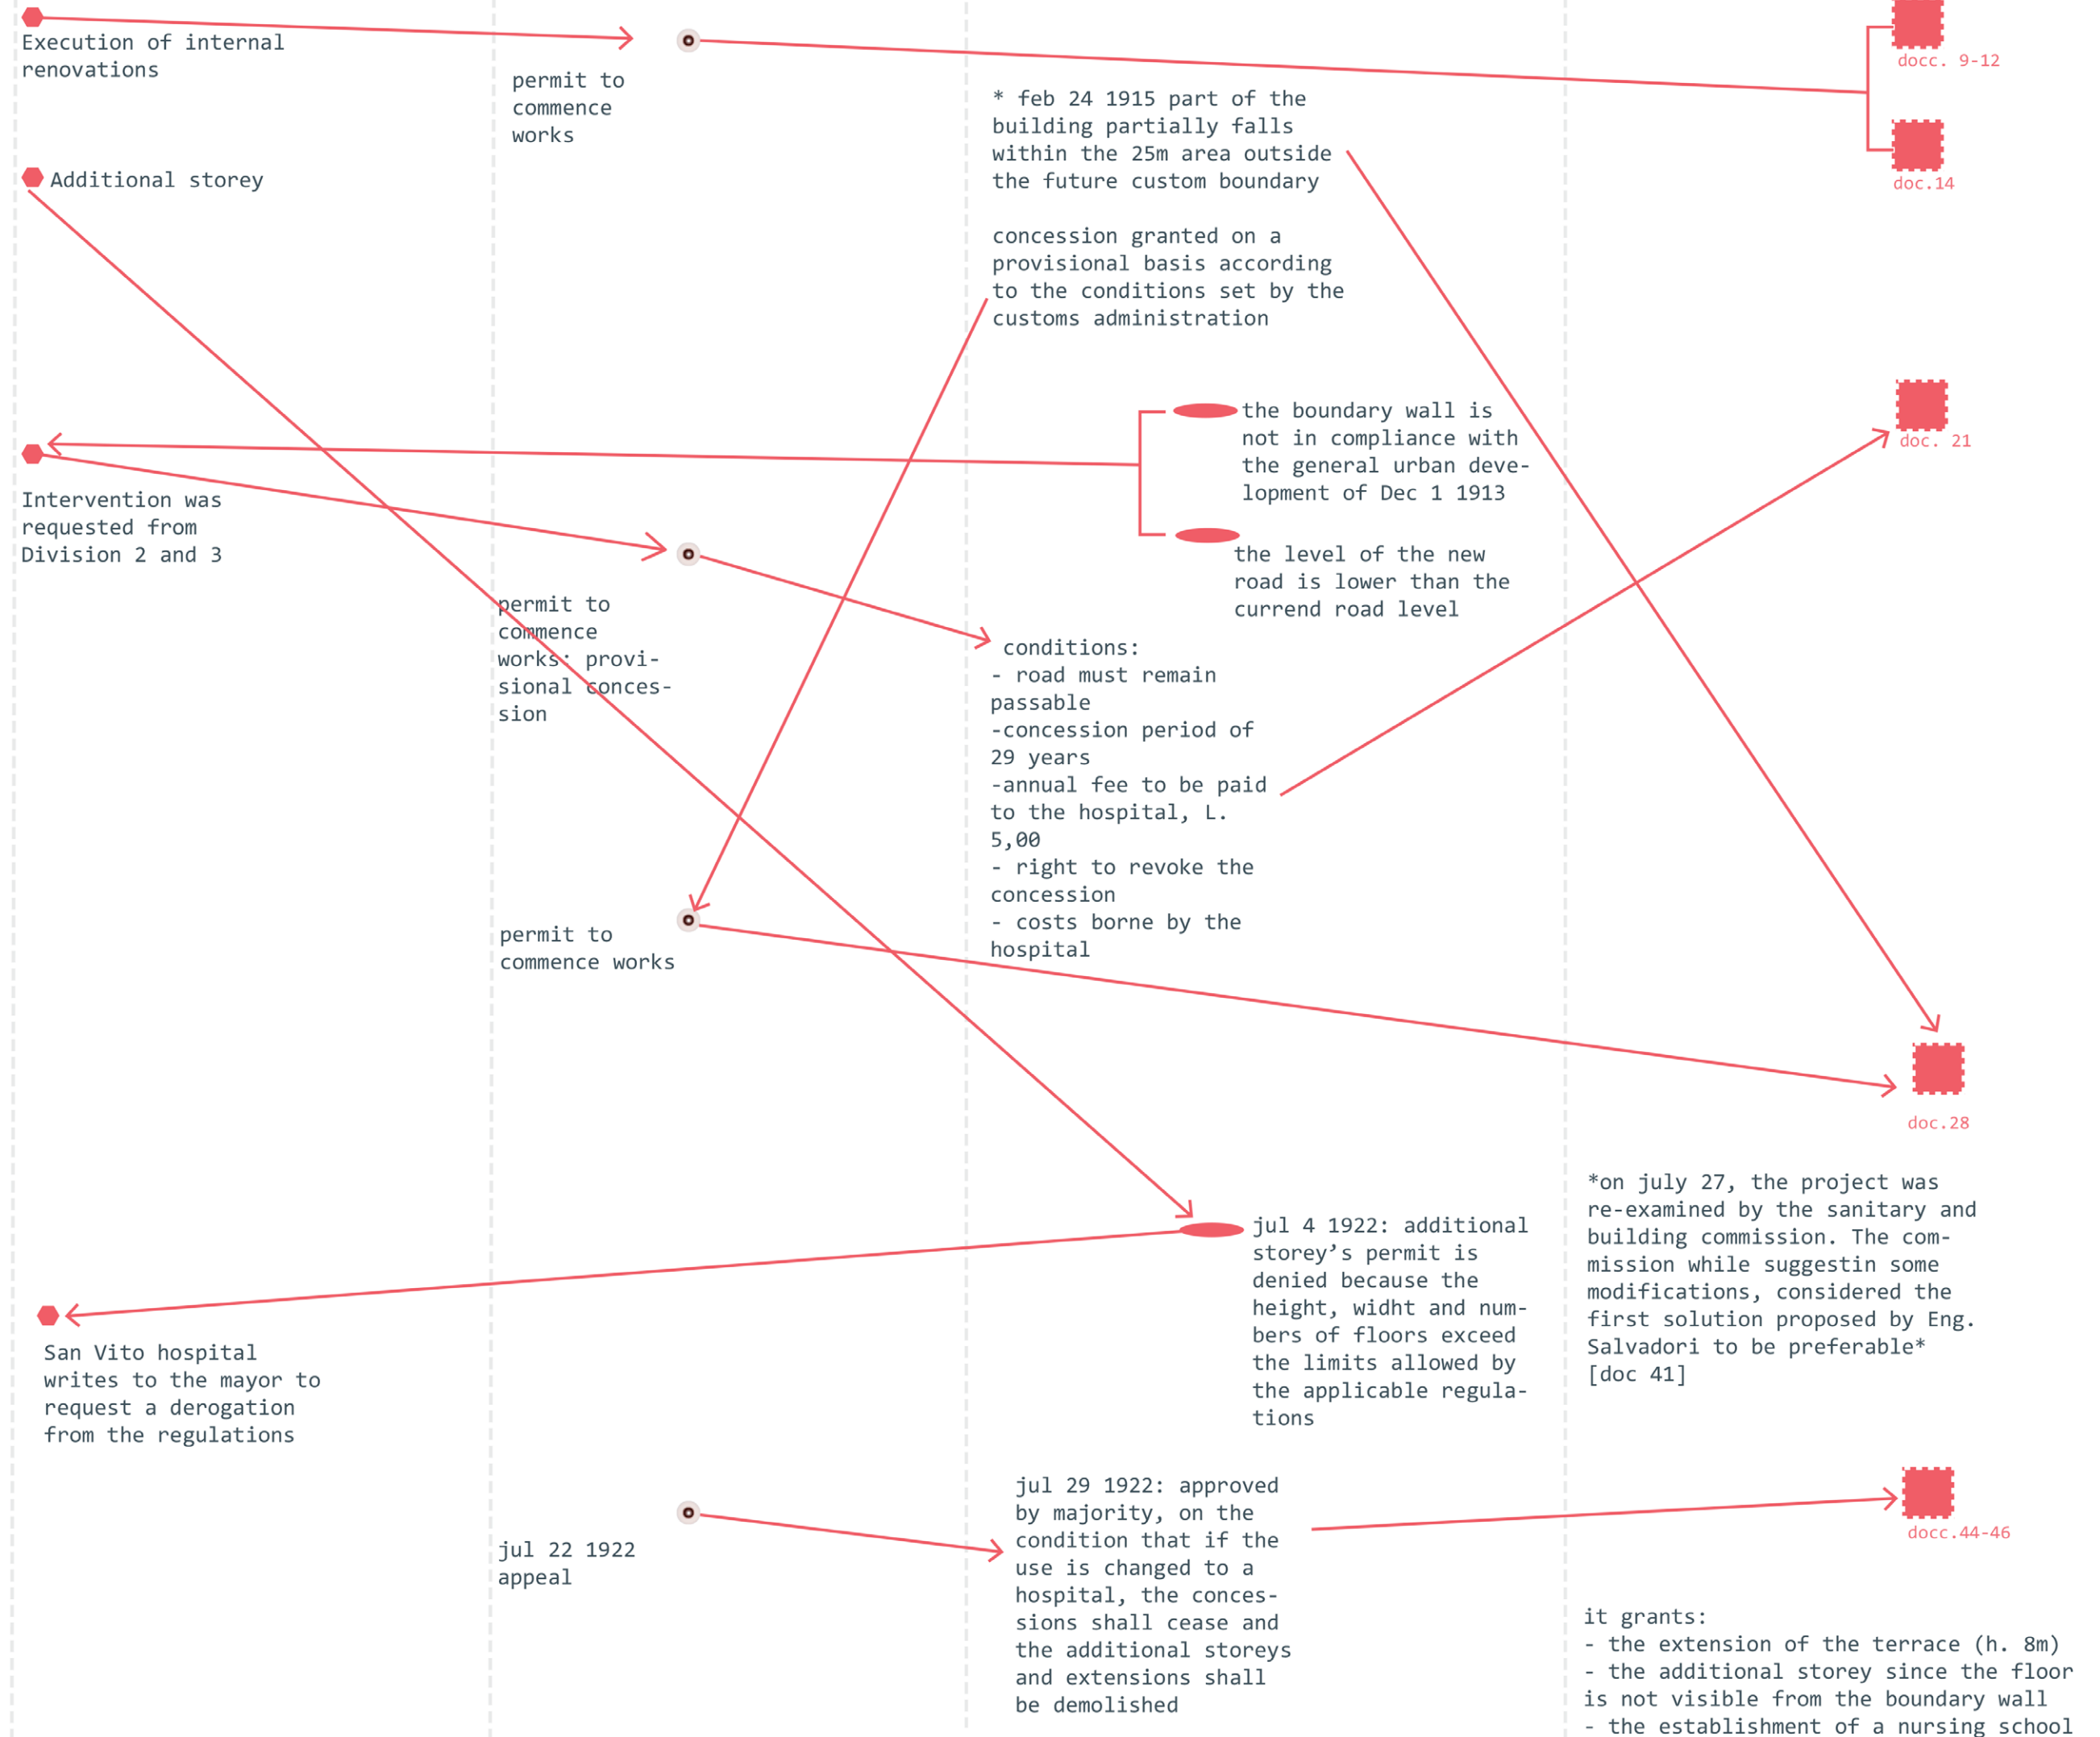 Execution of internal
renovations
permit to
commence
works
docc. 9-12
doc.14
Additional storey
* feb 24 1915 part of the
building partially falls
within the 25m area outside
the future custom boundary
concession granted on a
provisional basis according
to the conditions set by the
customs administration
the boundary wall is
not in compliance with
the general urban deve-
lopment of Dec 1 1913
doc. 21
Intervention was
requested from
Division 2 and 3
the level of the new
road is lower than the
currend road level
permit to
commence
works: provi-
sional conces-
sion
conditions:
- road must remain
passable
-concession period of
29 years
-annual fee to be paid
to the hospital, L.
5,00
- right to revoke the
concession
- costs borne by the
hospital
permit to
commence works
doc.28
*on july 27, the project was
re-examined by the sanitary and
building commission. The com-
mission while suggestin some
modifications, considered the
first solution proposed by Eng.
Salvadori to be preferable*
[doc 41]
jul 4 1922: additional
storey’s permit is
denied because the
height, widht and num-
bers of floors exceed
the limits allowed by
the applicable regula-
tions
San Vito hospital
writes to the mayor to
request a derogation
from the regulations
jul 22 1922
appeal
jul 29 1922: approved
by majority, on the
condition that if the
use is changed to a
hospital, the conces-
sions shall cease and
the additional storeys
and extensions shall
be demolished
docc.44-46
it grants:
- the extension of the terrace (h. 8m)
- the additional storey since the floor
is not visible from the boundary wall
- the establishment of a nursing school